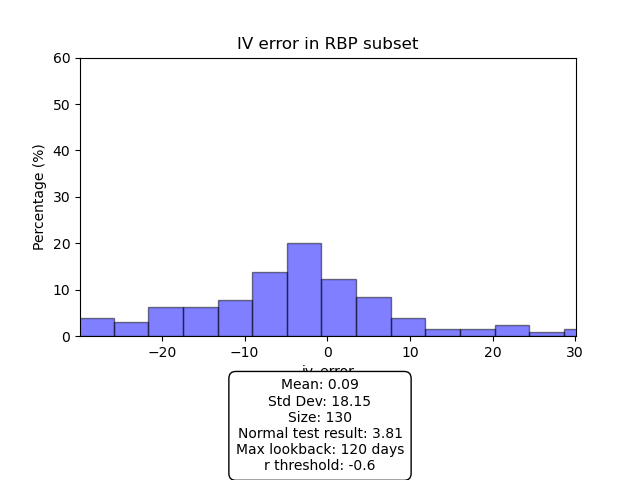 IV error in RBP subset
60
50
40
30
20
10
0
Percentage (%)
−20
−10
0
10
20
30
iv_error
Mean: 0.09
Std Dev: 18.15
Size: 130
Normal test result: 3.81
Max lookback: 120 days
r threshold: -0.6